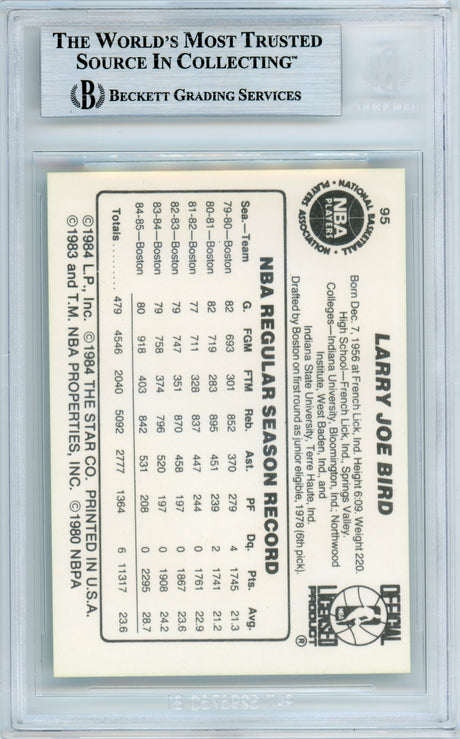 THE WORLD'S MOST TRUSTED
SOURCE IN COLLECTING™
BECKETT GRADING SERVICES
95
NATIONAL BASKETBALL
PLAYERS ASSOCIATION
NBA
PLAYERS
LARRY JOE BIRD
Born Dec. 7, 1956 at French Lick, Ind. Height 6:09. Weight 220.
High School—French Lick, Ind., Springs Valley.
Colleges—Indiana University, Bloomington, Ind.; Northwood
Institute, West Baden, Ind., and
Indiana State University, Terre Haute, Ind.
Drafted by Boston on first round as junior eligible, 1978 (6th pick).
OFFICIAL
LICENSED
PRODUCT
®
NBA REGULAR SEASON RECORD
Sea.—Team G. FGM FTM Reb. Ast. PF Dq. Pts. Avg.
79-80—Boston 82 693 301 852 370 279 4 1745 21.3
80-81—Boston 82 719 283 895 451 239 2 1741 21.2
81-82—Boston 77 711 328 837 447 244 0 1761 22.9
82-83—Boston 79 747 351 870 458 197 0 1867 23.6
83-84—Boston 79 758 374 796 520 197 0 1908 24.2
84-85—Boston 80 918 403 842 531 208 0 2295 28.7
Totals .......... 479 4546 2040 5092 2777 1364 6 11317 23.6
©1984 L.P., Inc. ©1984 THE STAR CO. PRINTED IN U.S.A.
©1983 and T.M. NBA PROPERTIES, INC. ©1980 NBPA